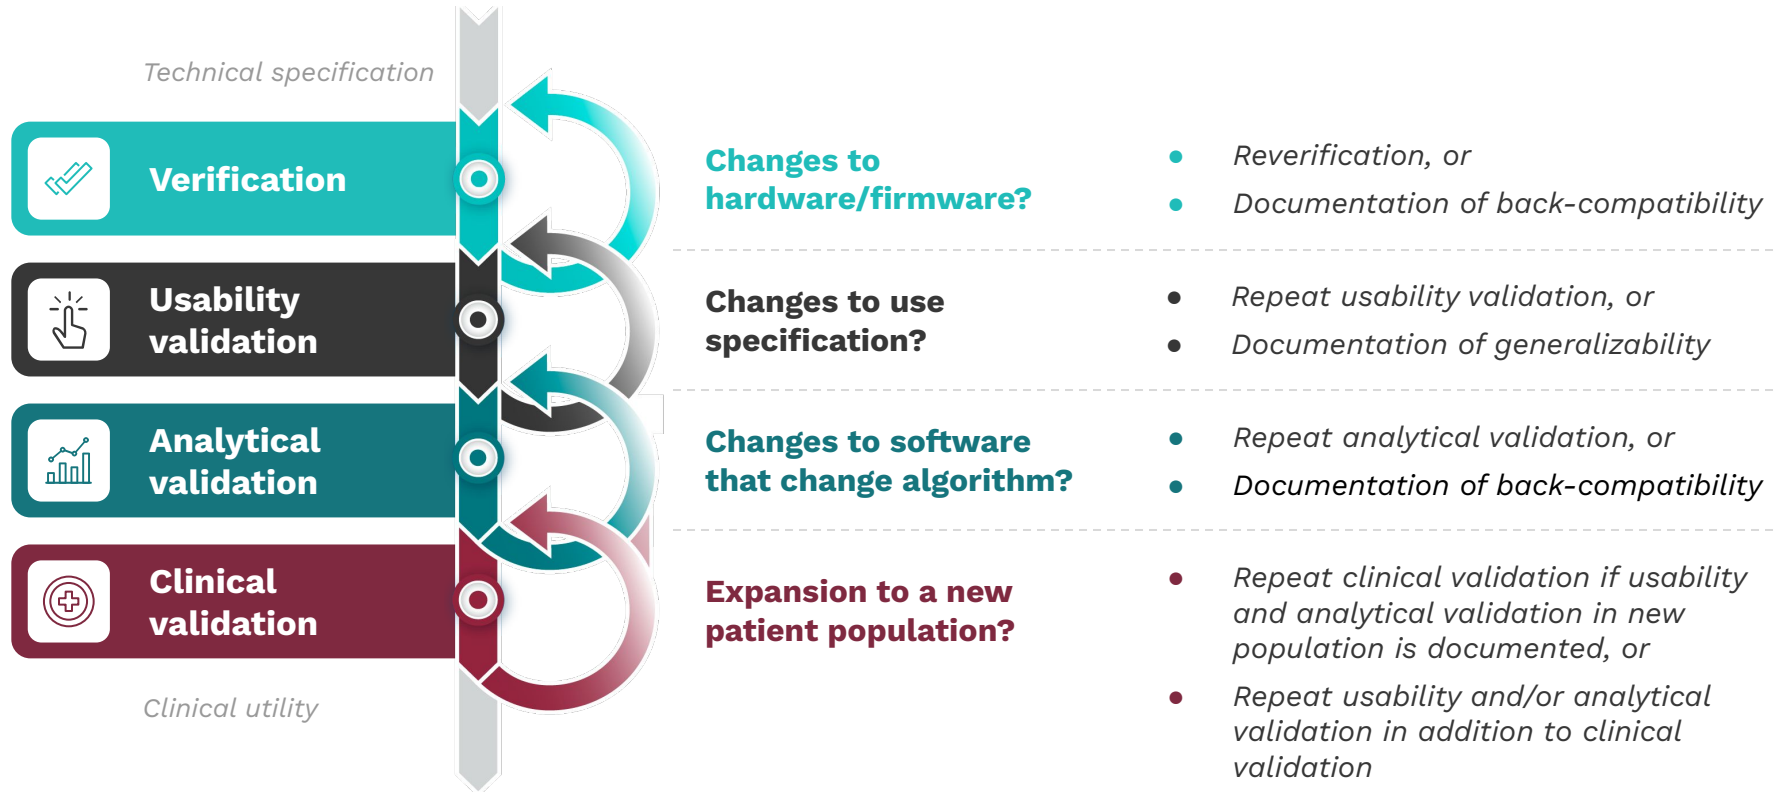 Technical specification
Verification
Changes to
hardware/firmware?
• Reverification, or
• Documentation of back-compatibility
Usability
validation
Changes to use
specification?
• Repeat usability validation, or
• Documentation of generalizability
Analytical
validation
Changes to software
that change algorithm?
• Repeat analytical validation, or
• Documentation of back-compatibility
Clinical
validation
Expansion to a new
patient population?
• Repeat clinical validation if usability
and analytical validation in new
population is documented, or
• Repeat usability and/or analytical
validation in addition to clinical
validation
Clinical utility